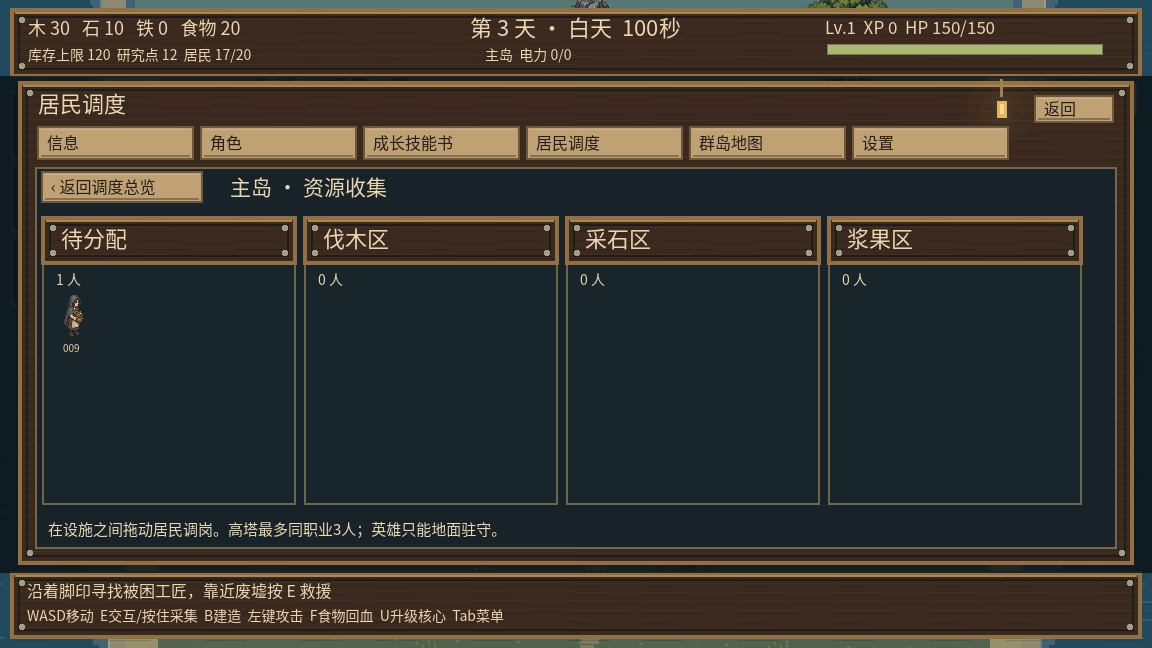 木 30 石 10 铁 0 食物 20
第 3 天 · 白天 100秒
Lv.1 XP 0 HP 150/150
库存上限 120 研究点 12 居民 17/20
主岛 电力 0/0
居民调度
返回
信息
角色
成长技能书
居民调度
群岛地图
设置
‹ 返回调度总览
主岛 · 资源收集
待分配
伐木区
采石区
浆果区
1 人
0 人
0 人
0 人
009
在设施之间拖动居民调岗。高塔最多同职业3人；英雄只能地面驻守。
沿着脚印寻找被困工匠，靠近废墟按 E 救援
WASD移动 E交互/按住采集 B建造 左键攻击 F食物回血 U升级核心 Tab菜单